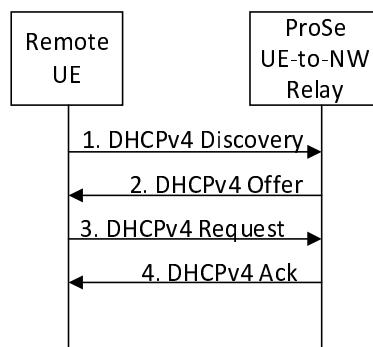 Remote
UE
ProSe
UE-to-NW
Relay
1. DHCPv4 Discovery
2. DHCPv4 Offer
3. DHCPv4 Request
4. DHCPv4 Ack